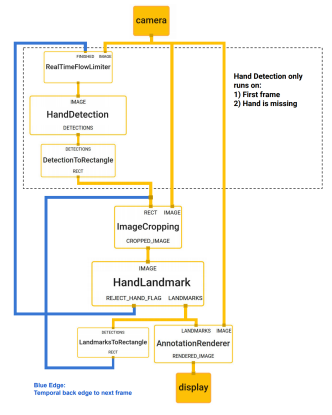 camera
FINISHED IMAGE
RealTimeFlowLimiter
Hand Detection only
runs on:
1) First frame
2) Hand is missing
IMAGE
HandDetection
DETECTIONS
DETECTIONS
DetectionToRectangle
RECT
RECT IMAGE
ImageCropping
CROPPED_IMAGE
IMAGE
HandLandmark
REJECT_HAND_FLAG LANDMARKS
DETECTIONS
LandmarksToRectangle
RECT
LANDMARKS IMAGE
AnnotationRenderer
RENDERED_IMAGE
display
Blue Edge:
Temporal back edge to next frame